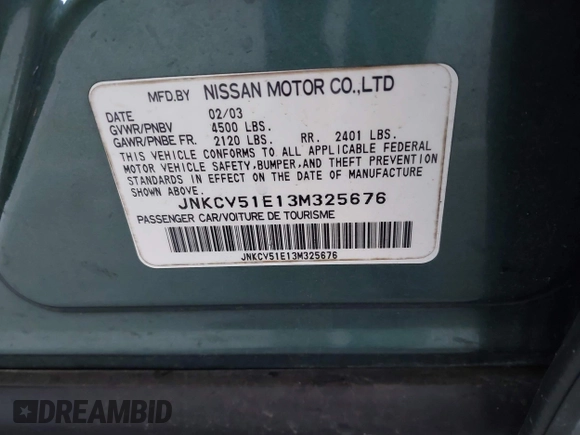 MFD.BY NISSAN MOTOR CO.,LTD
DATE 02/03
GVWR/PNBV 4500 LBS.
GAWR/PNBE FR. 2120 LBS. RR. 2401 LBS.
THIS VEHICLE CONFORMS TO ALL APPLICABLE FEDERAL
MOTOR VEHICLE SAFETY,BUMPER,AND THEFT PREVENTION
STANDARDS IN EFFECT ON THE DATE OF MANUFACTURE
SHOWN ABOVE.
JNKCV51E13M325676
PASSENGER CAR/VOITURE DE TOURISME
JNKCV51E13M325676
DREAMBID